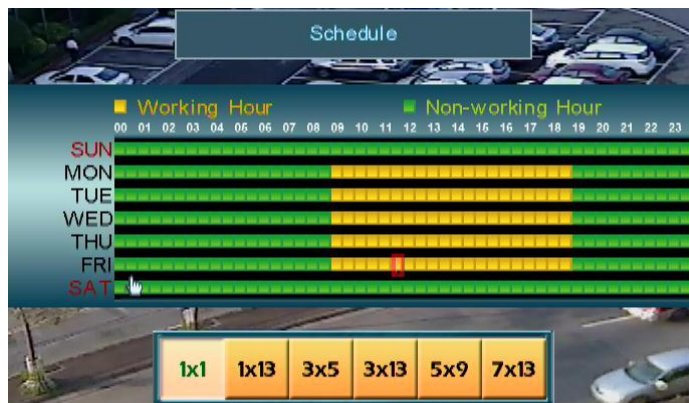 Schedule
Working Hour Non-working Hour
00 01 02 03 04 05 06 07 08 09 10 11 12 13 14 15 16 17 18 19 20 21 22 23
SUN
MON
TUE
WED
THU
FRI
SAT
1x1 1x13 3x5 3x13 5x9 7x13